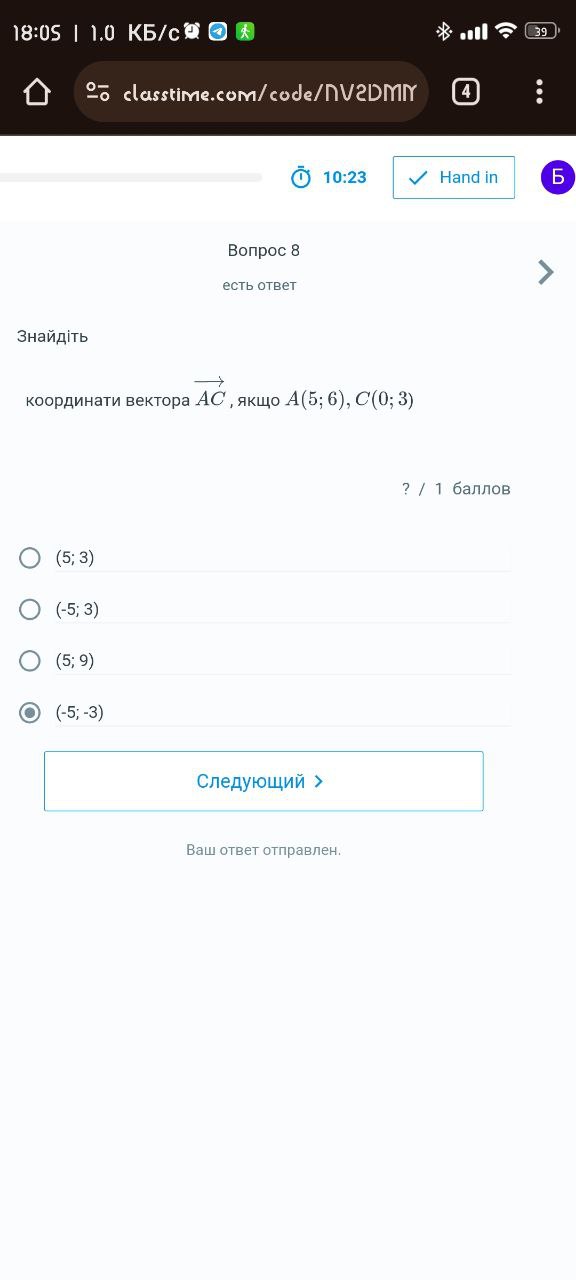 18:05 | 1.0 КБ/с 39
classtime.com/code/NVSDMM 4
10:23 Hand in Б
Вопрос 8
есть ответ
Знайдіть
координати вектора AC, якщо A(5; 6), C(0; 3)
? / 1 баллов
(5; 3)
(-5; 3)
(5; 9)
(-5; -3)
Следующий
Ваш ответ отправлен.